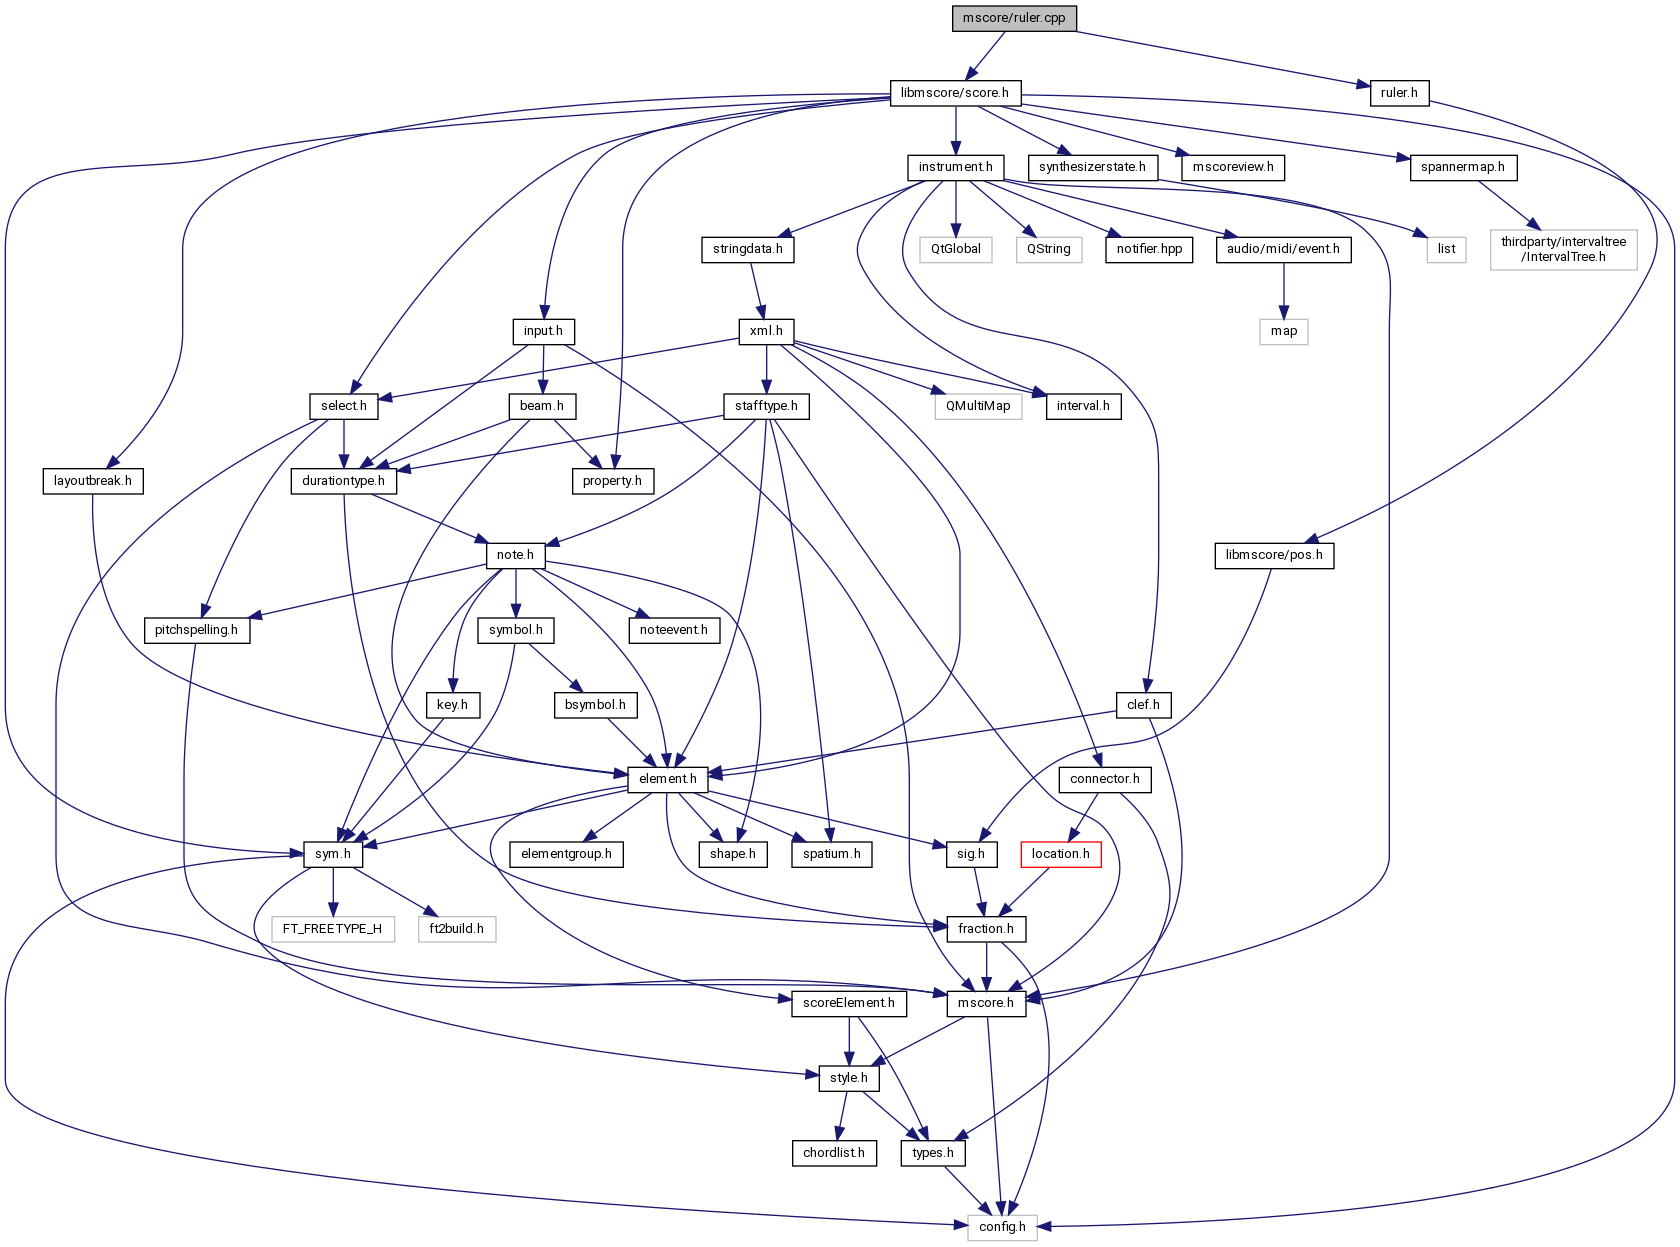 mscore/ruler.cpp
libmscore/score.h
ruler.h
instrument.h
synthesizerstate.h
mscoreview.h
spannermap.h
stringdata.h
QtGlobal
QString
notifier.hpp
audio/midi/event.h
list
thirdparty/intervaltree
/IntervalTree.h
input.h
xml.h
map
select.h
beam.h
stafftype.h
QMultiMap
interval.h
layoutbreak.h
durationtype.h
property.h
note.h
libmscore/pos.h
pitchspelling.h
symbol.h
noteevent.h
key.h
bsymbol.h
clef.h
element.h
connector.h
sym.h
elementgroup.h
shape.h
spatium.h
sig.h
location.h
FT_FREETYPE_H
ft2build.h
fraction.h
scoreElement.h
mscore.h
style.h
chordlist.h
types.h
config.h